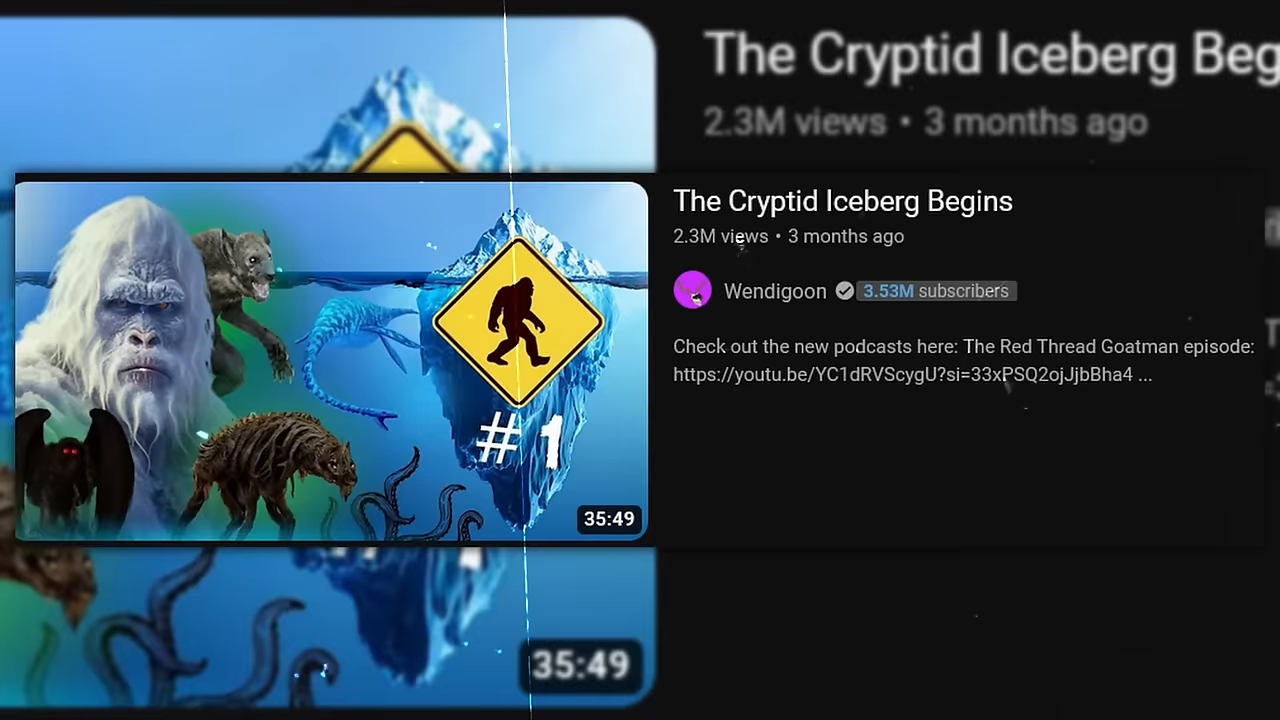 The Cryptid Iceberg Beg
2.3M views • 3 months ago
The Cryptid Iceberg Begins
2.3M views • 3 months ago
Wendigoon 3.53M subscribers
Check out the new podcasts here: The Red Thread Goatman episode:
https://youtu.be/YC1dRVScygU?si=33xPSQ2ojJjbBha4 ...
#1
35:49
35:49